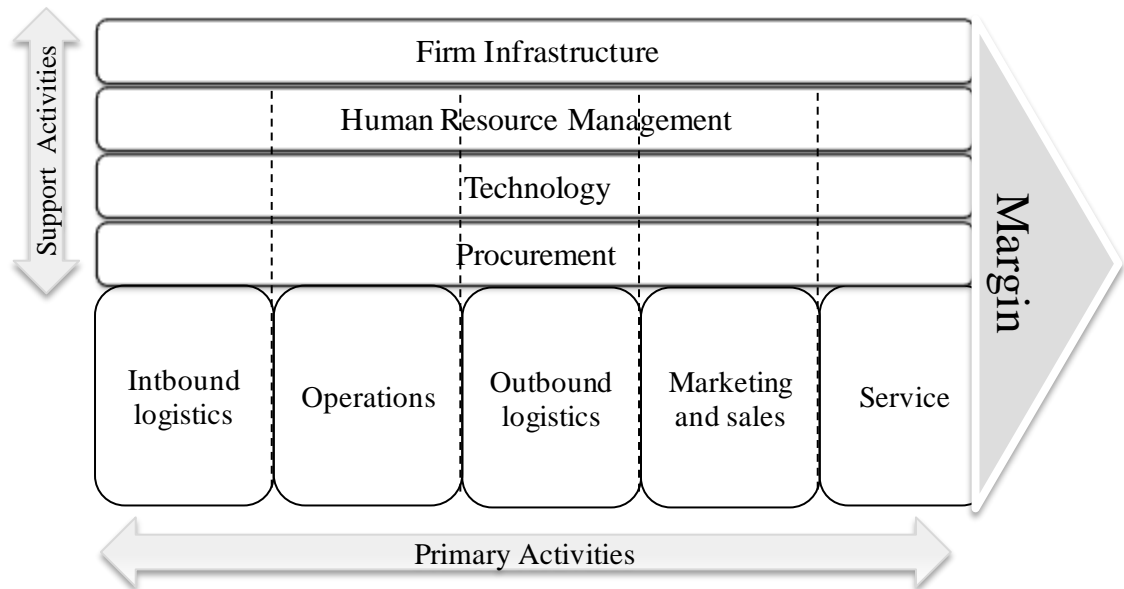 Support Activities
Firm Infrastructure
Human Resource Management
Technology
Procurement
Intbound
logistics
Operations
Outbound
logistics
Marketing
and sales
Service
Margin
Primary Activities